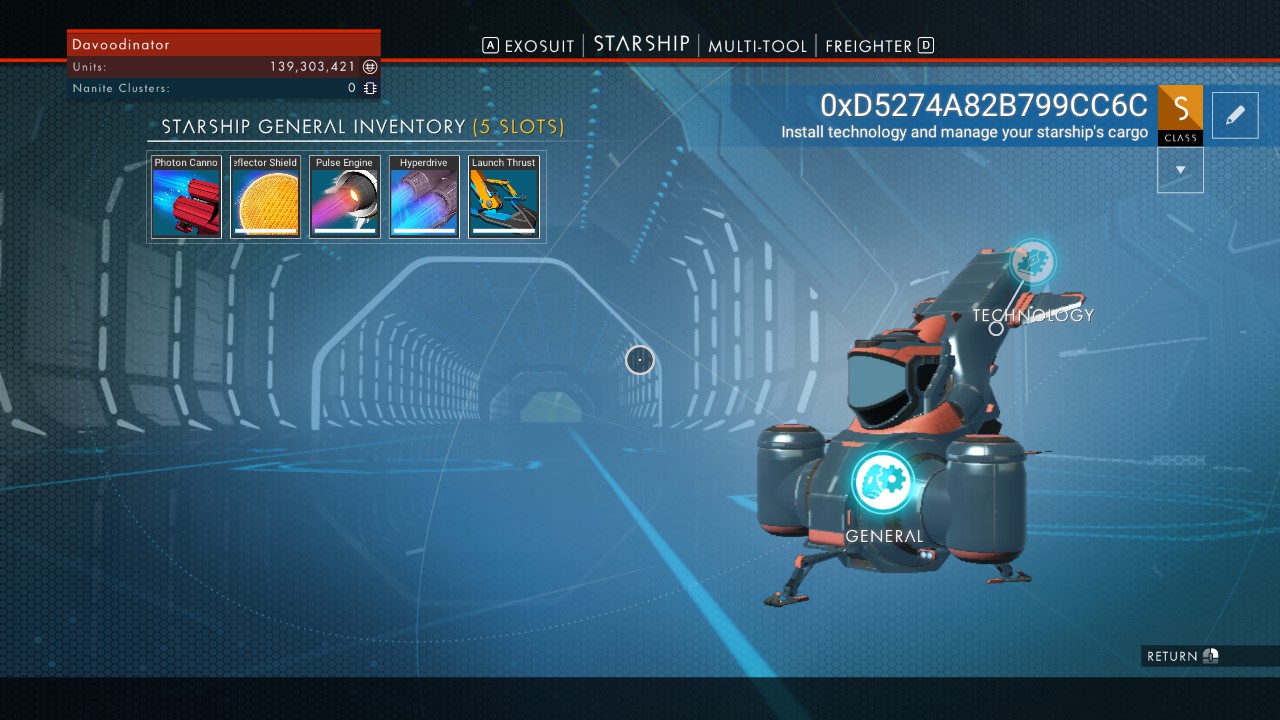 Davoodinator
Units: 139,303,421
Nanite Clusters: 0
A EXOSUIT STARSHIP MULTI-TOOL FREIGHTER D
0xD5274A82B799CC6C
Install technology and manage your starship's cargo
S
CLASS
STARSHIP GENERAL INVENTORY (5 SLOTS)
Photon Canno eflector Shield Pulse Engine Hyperdrive Launch Thrust
TECHNOLOGY
GENERAL
RETURN